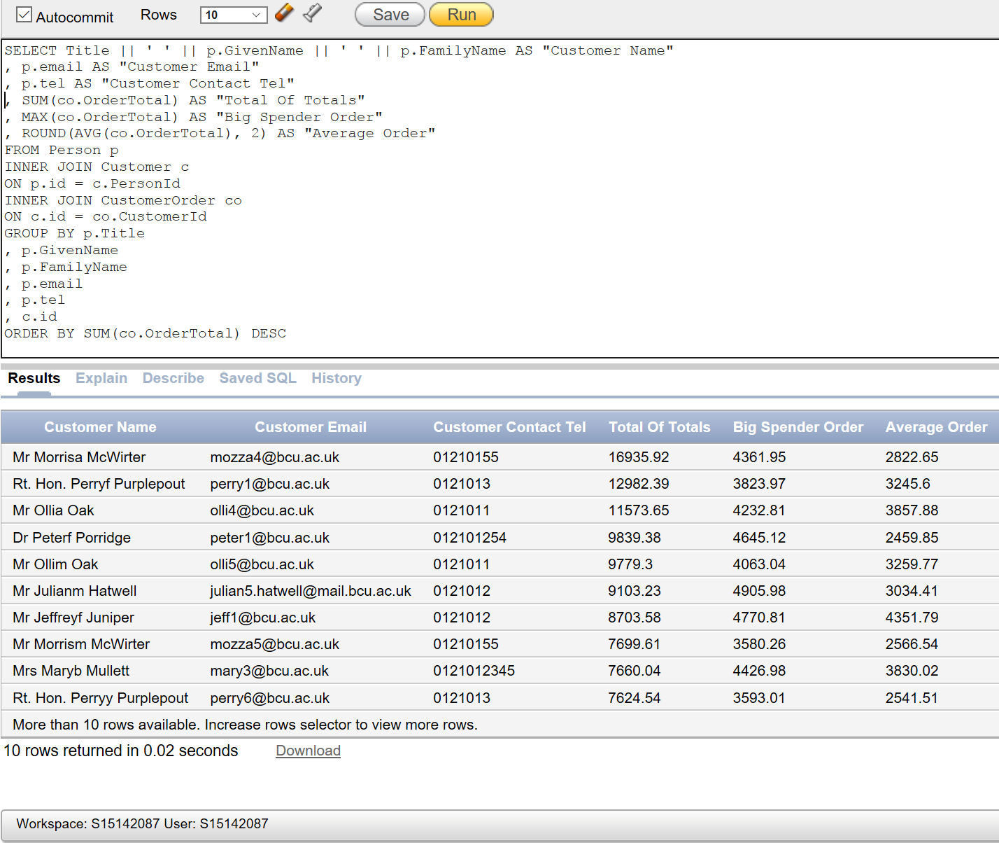 Autocommit Rows 10 Save Run
SELECT Title || ' ' || p.GivenName || ' ' || p.FamilyName AS "Customer Name"
, p.email AS "Customer Email"
, p.tel AS "Customer Contact Tel"
, SUM(co.OrderTotal) AS "Total Of Totals"
, MAX(co.OrderTotal) AS "Big Spender Order"
, ROUND(AVG(co.OrderTotal), 2) AS "Average Order"
FROM Person p
INNER JOIN Customer c
ON p.id = c.PersonId
INNER JOIN CustomerOrder co
ON c.id = co.CustomerId
GROUP BY p.Title
, p.GivenName
, p.FamilyName
, p.email
, p.tel
, c.id
ORDER BY SUM(co.OrderTotal) DESC
Results Explain Describe Saved SQL History
Customer Name Customer Email Customer Contact Tel Total Of Totals Big Spender Order Average Order
Mr Morrisa McWirter mozza4@bcu.ac.uk 01210155 16935.92 4361.95 2822.65
Rt. Hon. Perryf Purplepout perry1@bcu.ac.uk 0121013 12982.39 3823.97 3245.6
Mr Ollia Oak olli4@bcu.ac.uk 0121011 11573.65 4232.81 3857.88
Dr Peterf Porridge peter1@bcu.ac.uk 012101254 9839.38 4645.12 2459.85
Mr Ollim Oak olli5@bcu.ac.uk 0121011 9779.3 4063.04 3259.77
Mr Julianm Hatwell julian5.hatwell@mail.bcu.ac.uk 0121012 9103.23 4905.98 3034.41
Mr Jeffreyf Juniper jeff1@bcu.ac.uk 0121012 8703.58 4770.81 4351.79
Mr Morrism McWirter mozza5@bcu.ac.uk 01210155 7699.61 3580.26 2566.54
Mrs Maryb Mullett mary3@bcu.ac.uk 0121012345 7660.04 4426.98 3830.02
Rt. Hon. Perryy Purplepout perry6@bcu.ac.uk 0121013 7624.54 3593.01 2541.51
More than 10 rows available. Increase rows selector to view more rows.
10 rows returned in 0.02 seconds Download
Workspace: S15142087 User: S15142087